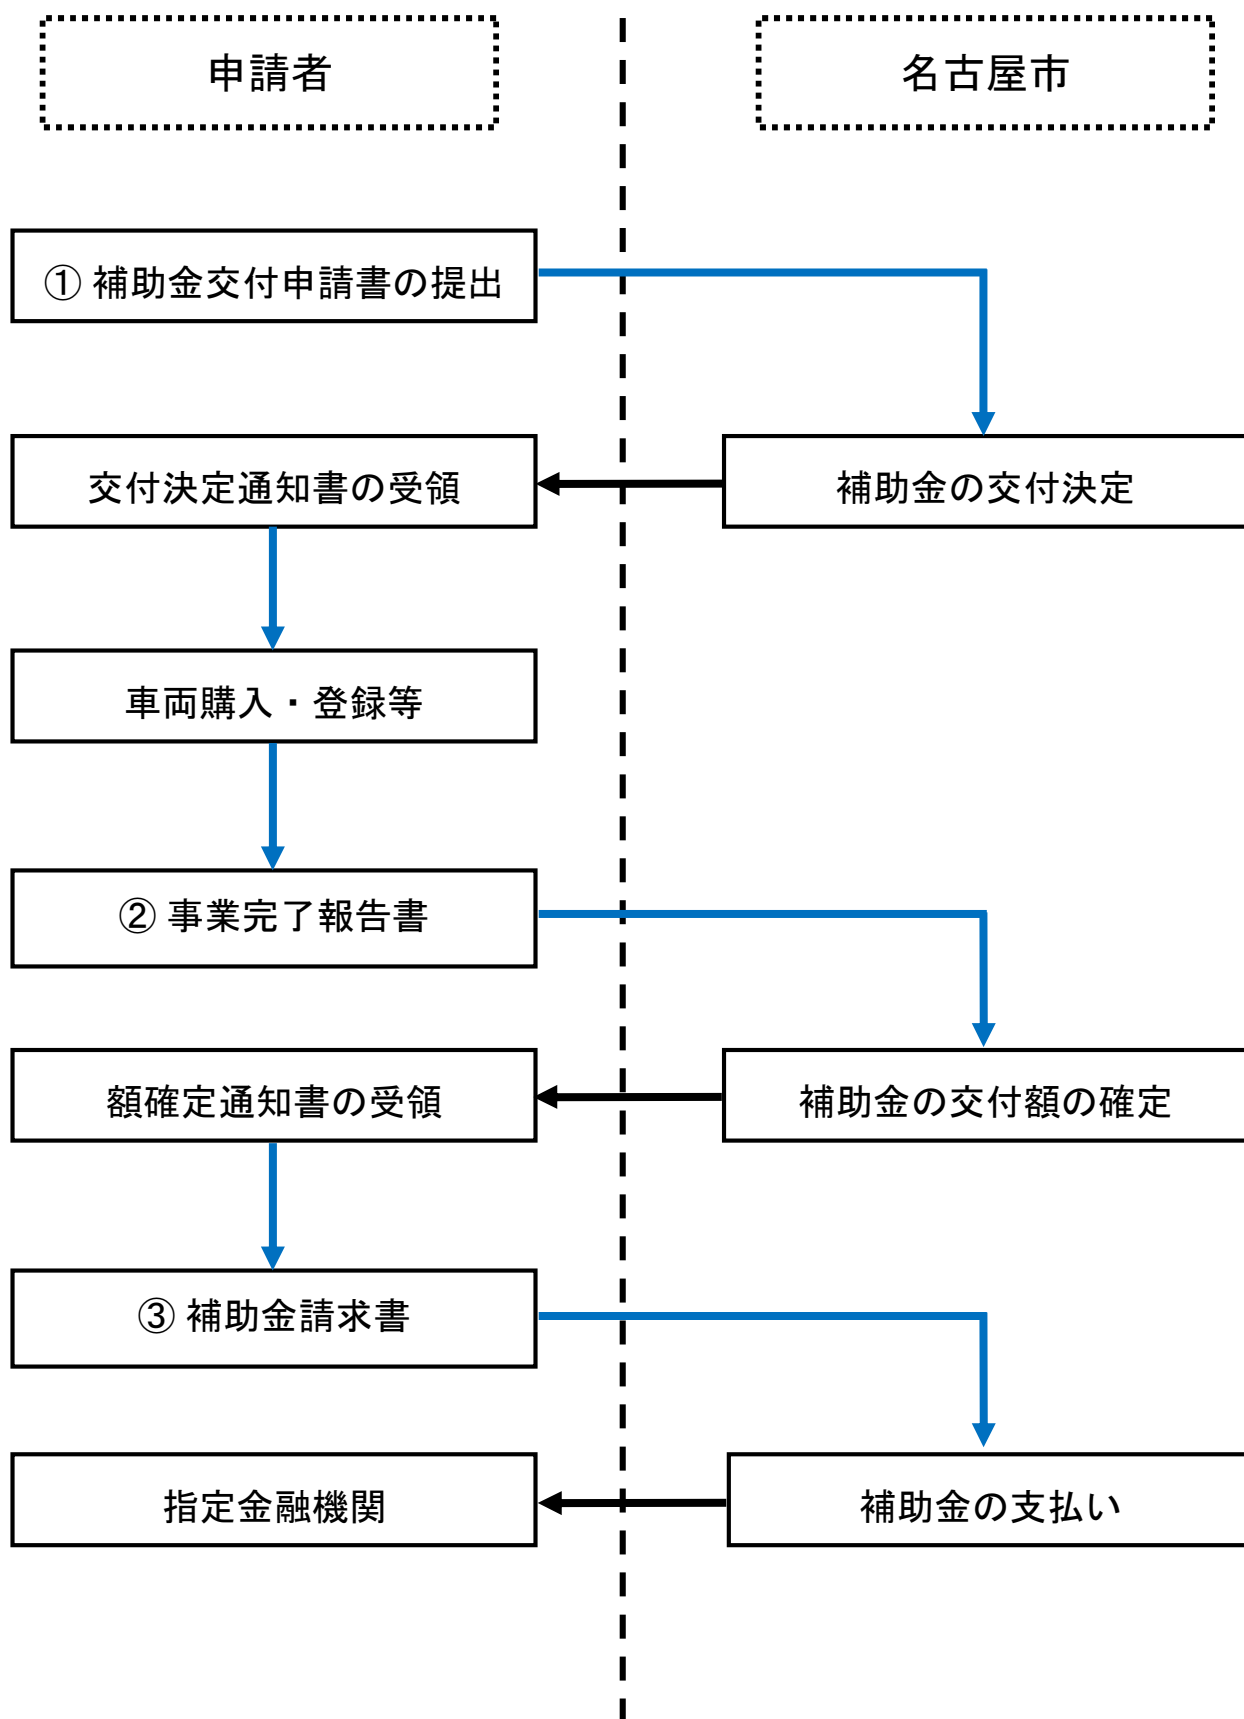 申請者
名古屋市
① 補助金交付申請書の提出
交付決定通知書の受領
補助金の交付決定
車両購入・登録等
② 事業完了報告書
額確定通知書の受領
補助金の交付額の確定
③ 補助金請求書
指定金融機関
補助金の支払い